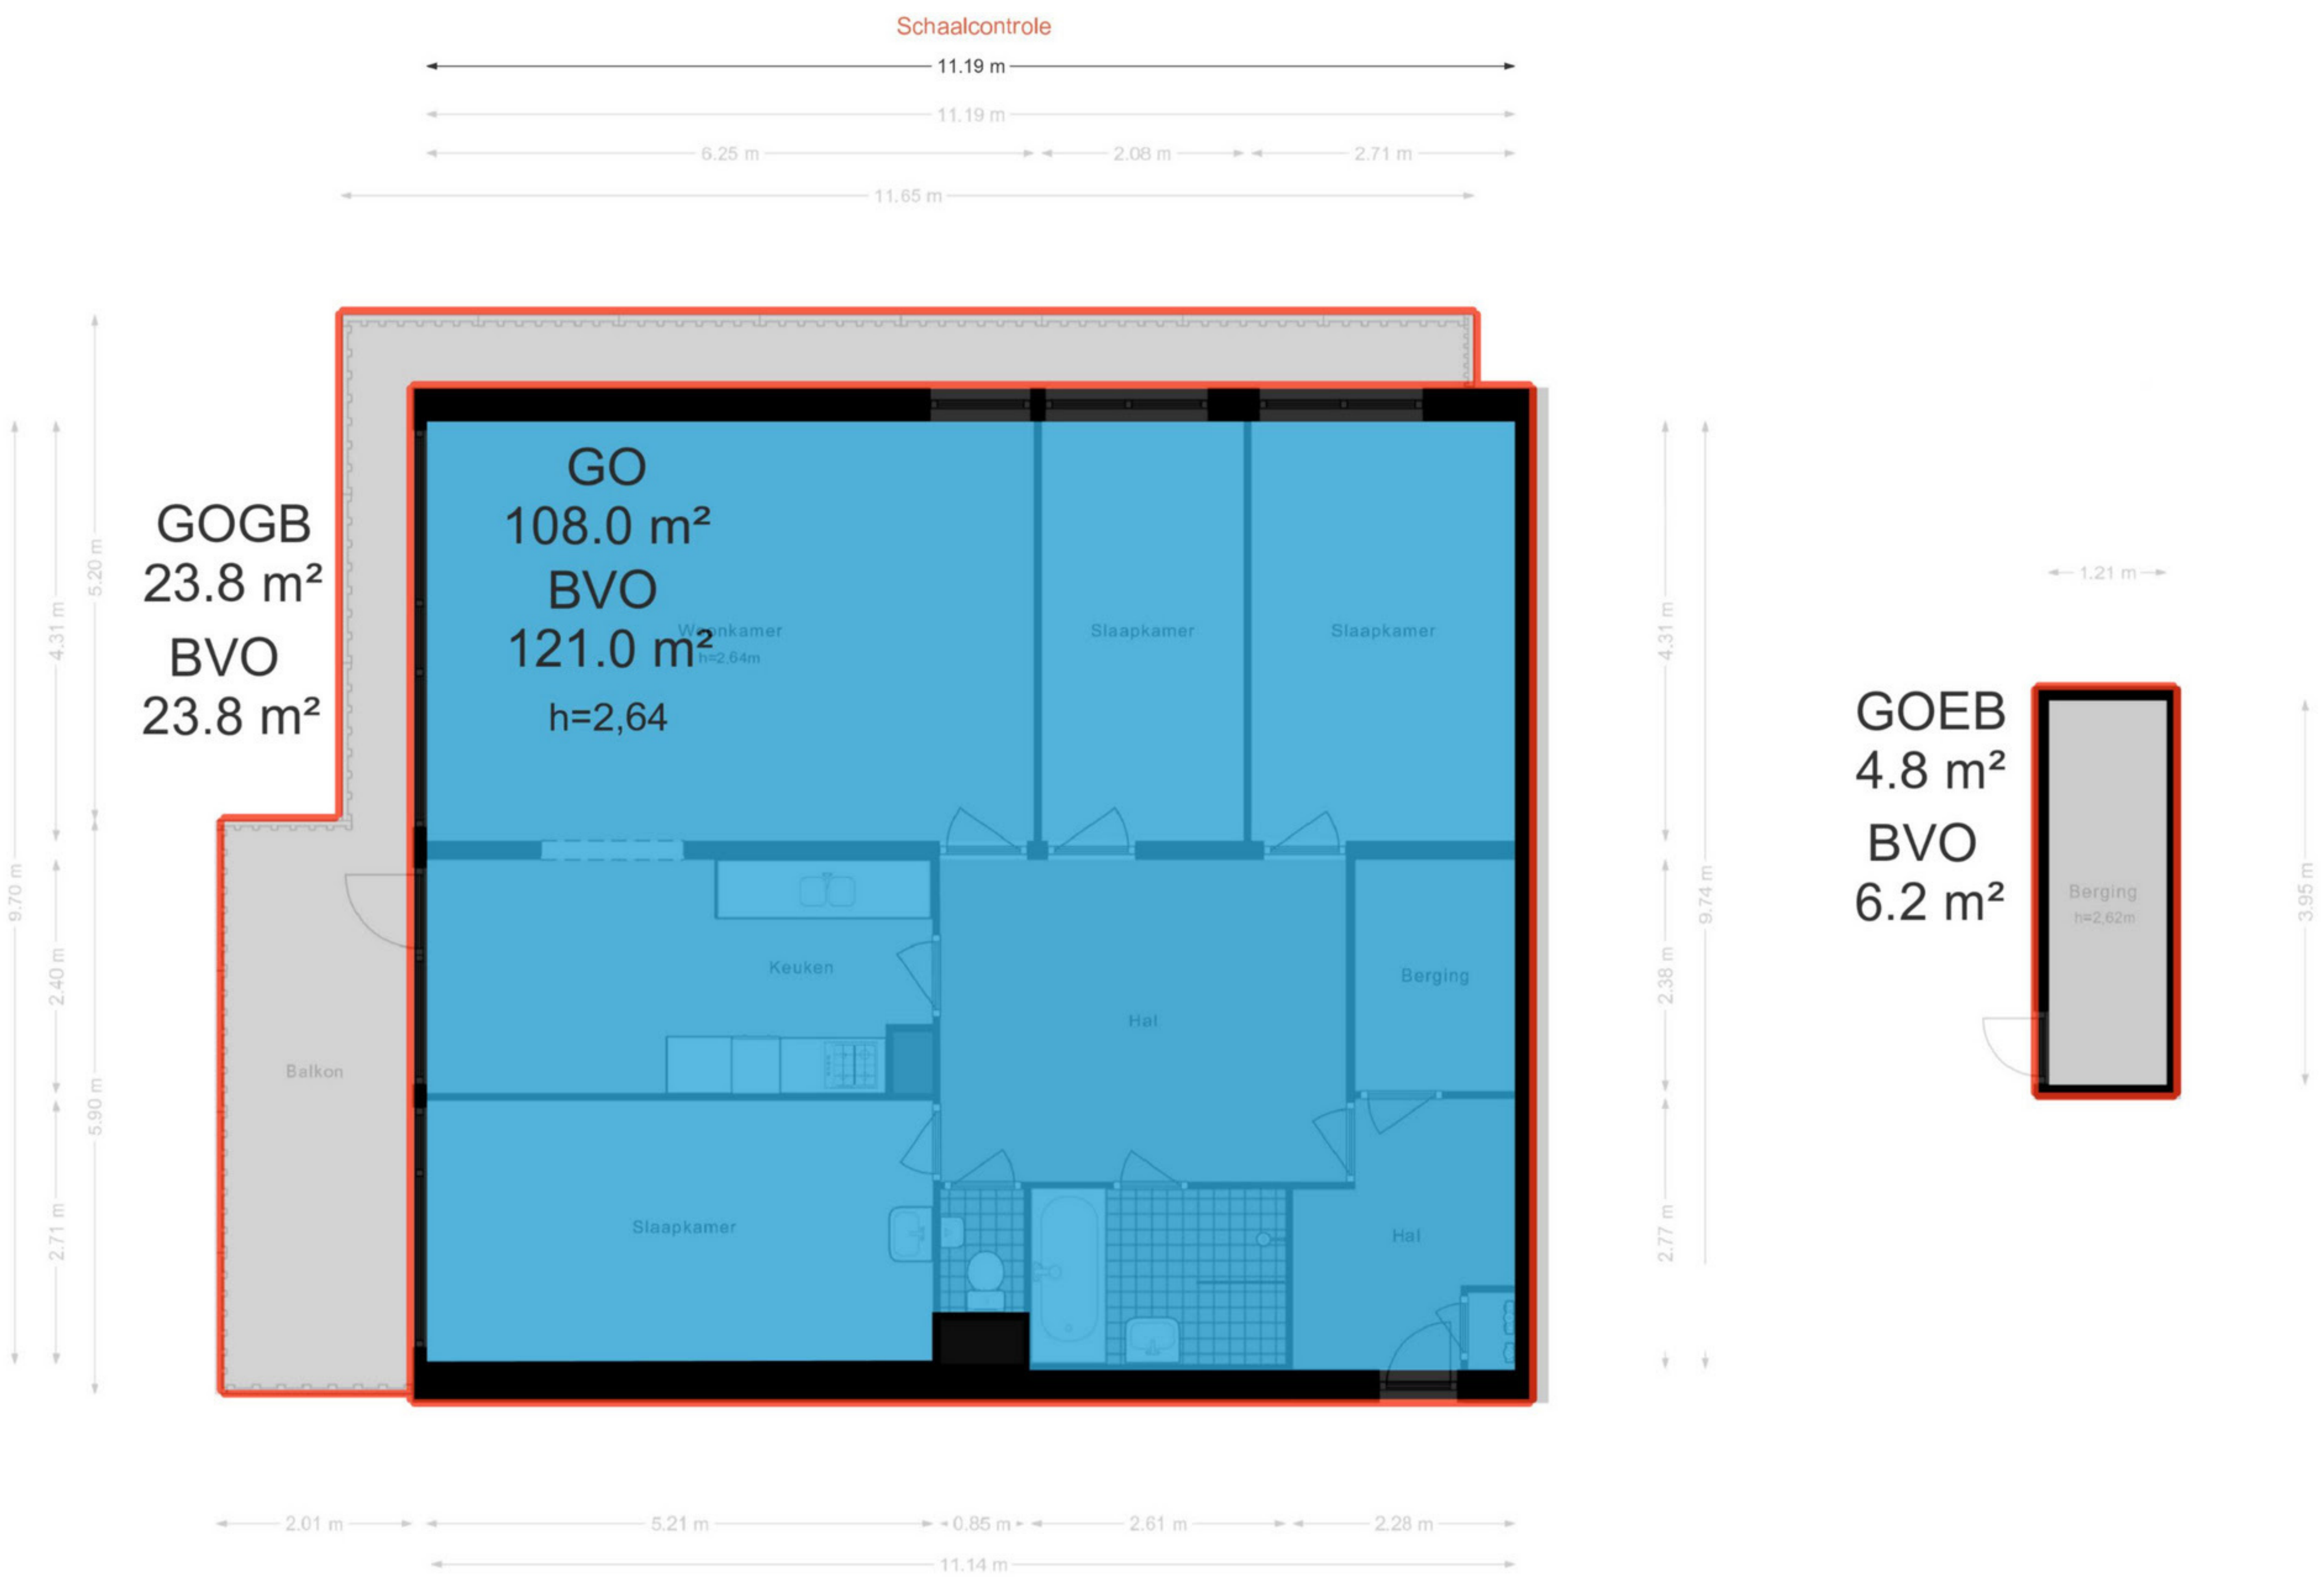 Schaalcontrole
11.19 m
11.19 m
6.25 m
2.08 m
2.71 m
11.65 m
GOGB
23.8 m²
BVO
23.8 m²
GO
108.0 m²
BVO
121.0 m²
h=2,64
Woonkamer
h=2.64m
Slaapkamer
Slaapkamer
5.20 m
4.31 m
9.70 m
2.40 m
5.90 m
2.71 m
Balkon
Keuken
Hal
Berging
Slaapkamer
Hal
4.31 m
9.74 m
2.38 m
2.77 m
1.21 m
GOEB
4.8 m²
BVO
6.2 m²
Berging
h=2,62m
3.95 m
2.01 m
5.21 m
0.85 m
2.61 m
2.28 m
11.14 m